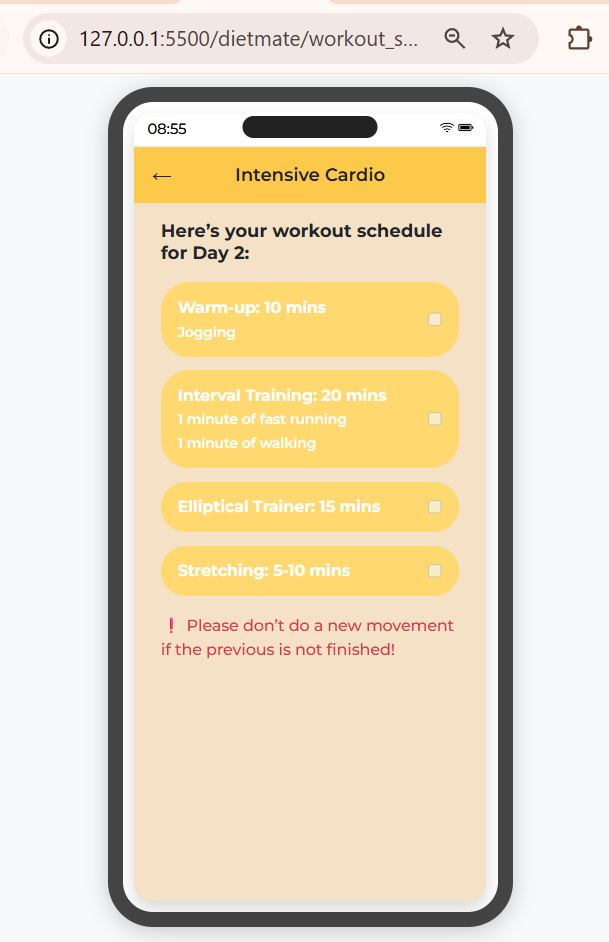 127.0.0.1:5500/dietmate/workout_s...
08:55
← Intensive Cardio
Here’s your workout schedule
for Day 2:
Warm-up: 10 mins
Jogging
Interval Training: 20 mins
1 minute of fast running
1 minute of walking
Elliptical Trainer: 15 mins
Stretching: 5-10 mins
❗ Please don’t do a new movement
if the previous is not finished!